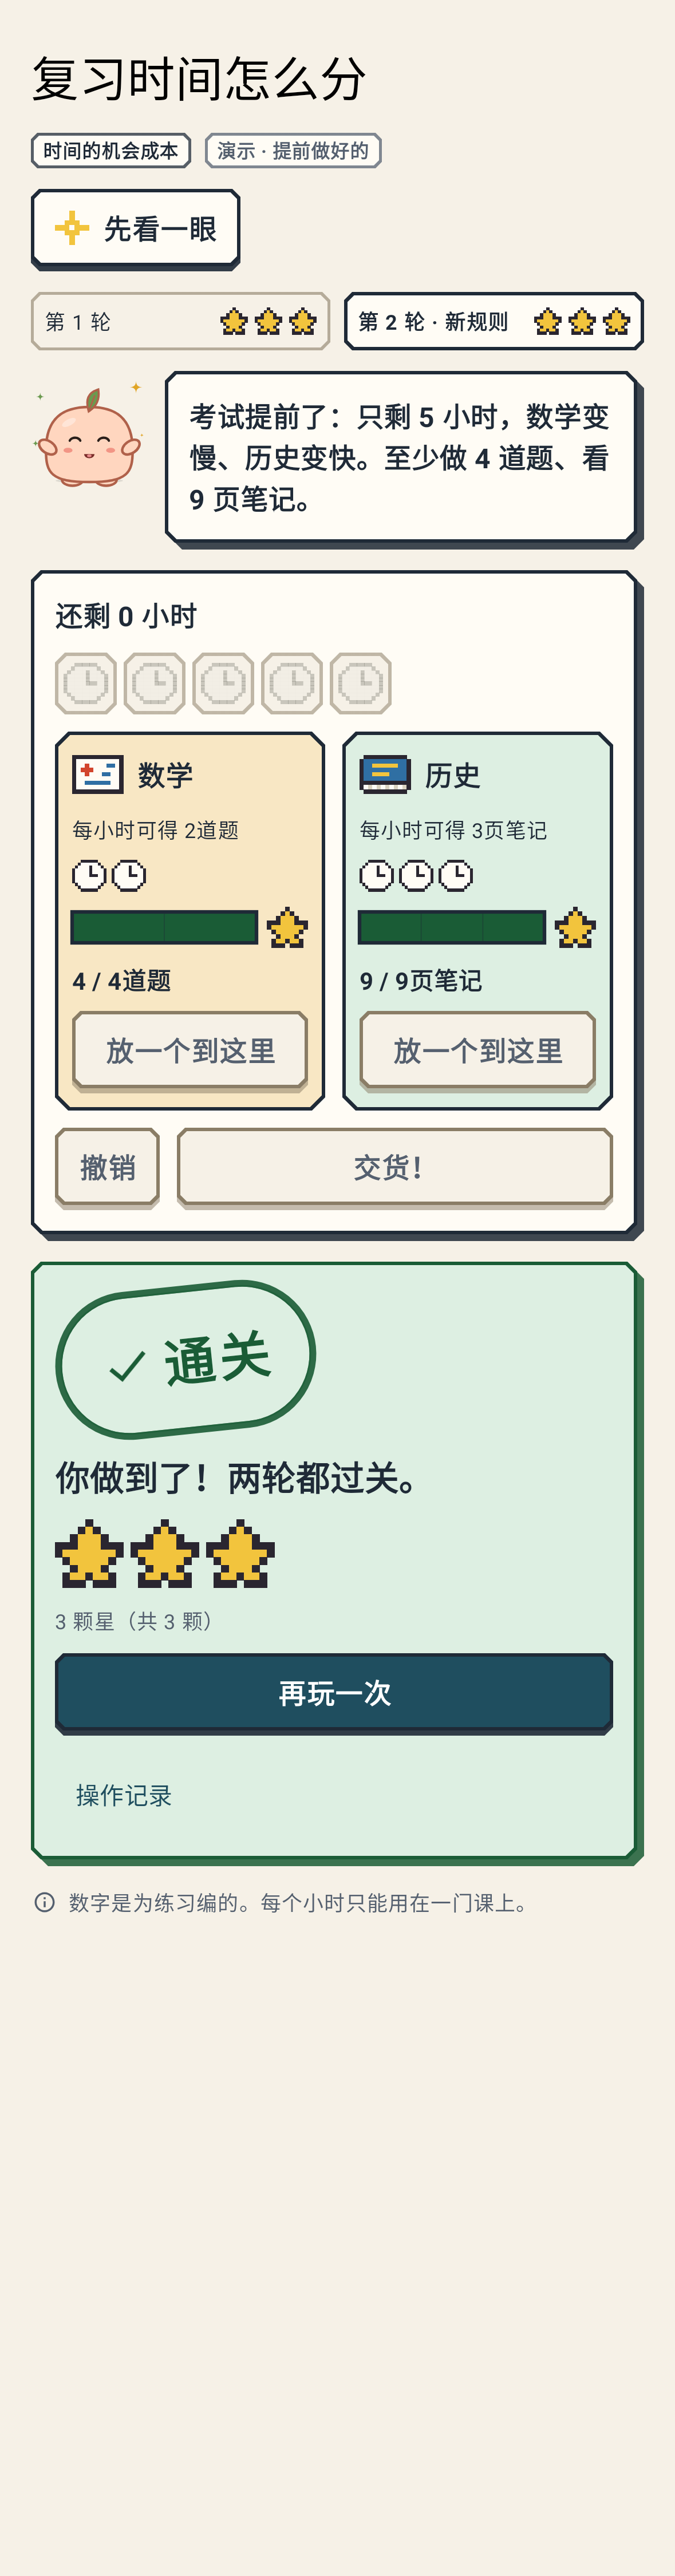 复习时间怎么分
时间的机会成本
演示 · 提前做好的
先看一眼
第 1 轮
第 2 轮 · 新规则
考试提前了：只剩 5 小时，数学变
慢、历史变快。至少做 4 道题、看
9 页笔记。
还剩 0 小时
数学
每小时可得 2道题
4 / 4道题
放一个到这里
历史
每小时可得 3页笔记
9 / 9页笔记
放一个到这里
撤销
交货！
通关
你做到了！两轮都过关。
3 颗星（共 3 颗）
再玩一次
操作记录
数字是为练习编的。每个小时只能用在一门课上。